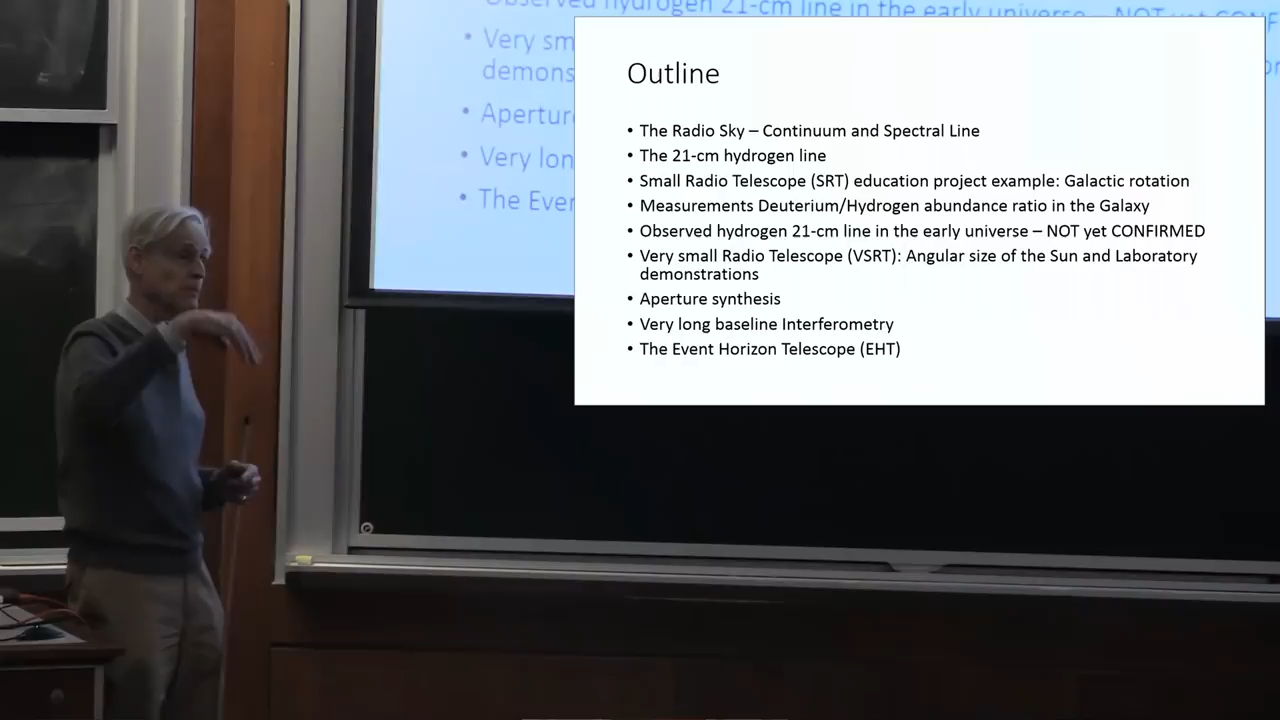 Observed hydrogen 21-cm line in the early universe – NOT yet CONF
• Very sm
demons
• Apertur
• Very lon
• The Even
Outline
• The Radio Sky – Continuum and Spectral Line
• The 21-cm hydrogen line
• Small Radio Telescope (SRT) education project example: Galactic rotation
• Measurements Deuterium/Hydrogen abundance ratio in the Galaxy
• Observed hydrogen 21-cm line in the early universe – NOT yet CONFIRMED
• Very small Radio Telescope (VSRT): Angular size of the Sun and Laboratory
demonstrations
• Aperture synthesis
• Very long baseline Interferometry
• The Event Horizon Telescope (EHT)